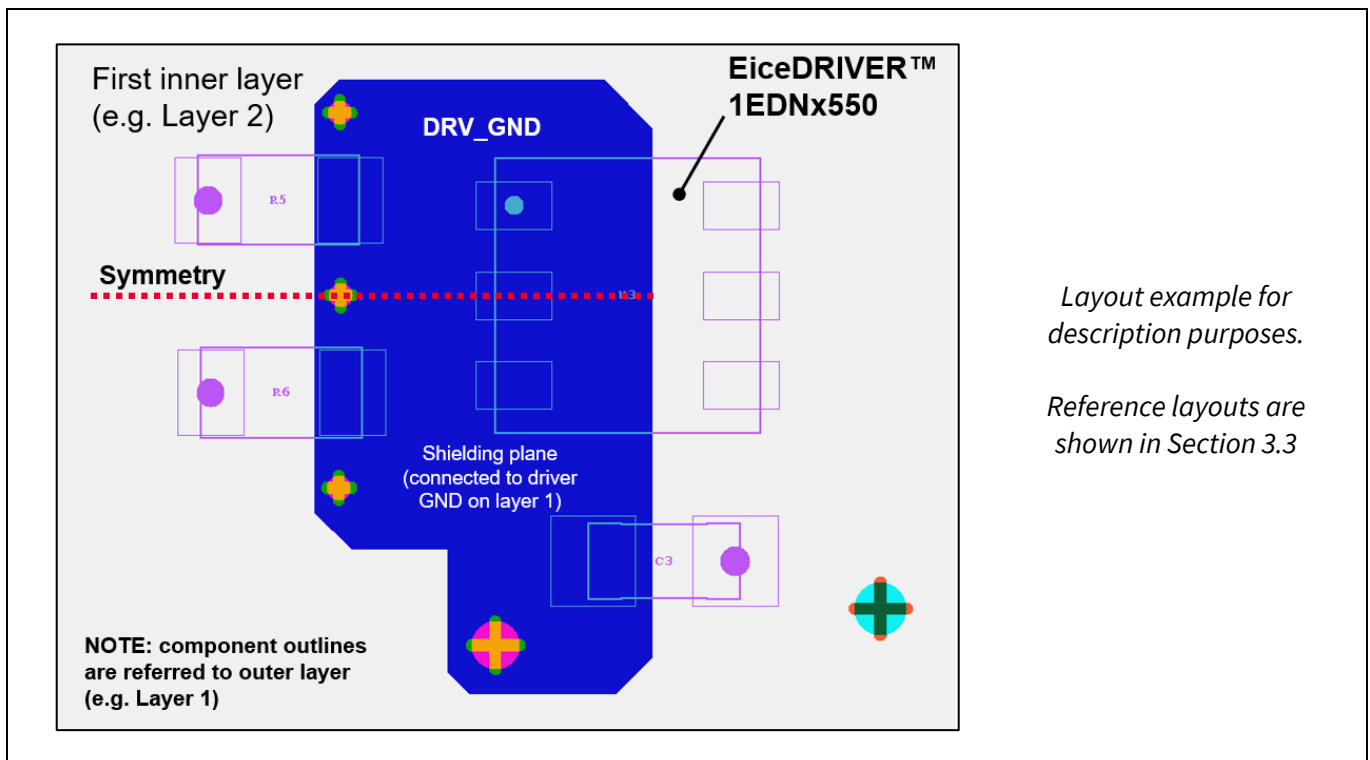 First inner layer
(e.g. Layer 2)
EiceDRIVER™
1EDNx550
DRV_GND
R5
Symmetry
R6
Shielding plane
(connected to driver
GND on layer 1)
C3
NOTE: component outlines
are referred to outer layer
(e.g. Layer 1)
Layout example for
description purposes.
Reference layouts are
shown in Section 3.3